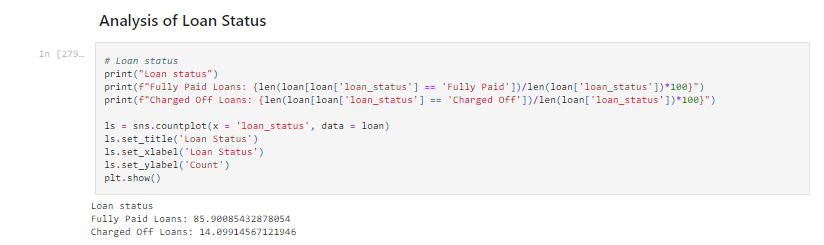 Analysis of Loan Status
In [279…
# Loan status
print("Loan status")
print(f"Fully Paid Loans: {len(loan[loan['loan_status'] == 'Fully Paid'])/len(loan['loan_status'])*100}")
print(f"Charged Off Loans: {len(loan[loan['loan_status'] == 'Charged Off'])/len(loan['loan_status'])*100}")
ls = sns.countplot(x = 'loan_status', data = loan)
ls.set_title('Loan Status')
ls.set_xlabel('Loan Status')
ls.set_ylabel('Count')
plt.show()
Loan status
Fully Paid Loans: 85.90085432878054
Charged Off Loans: 14.09914567121946